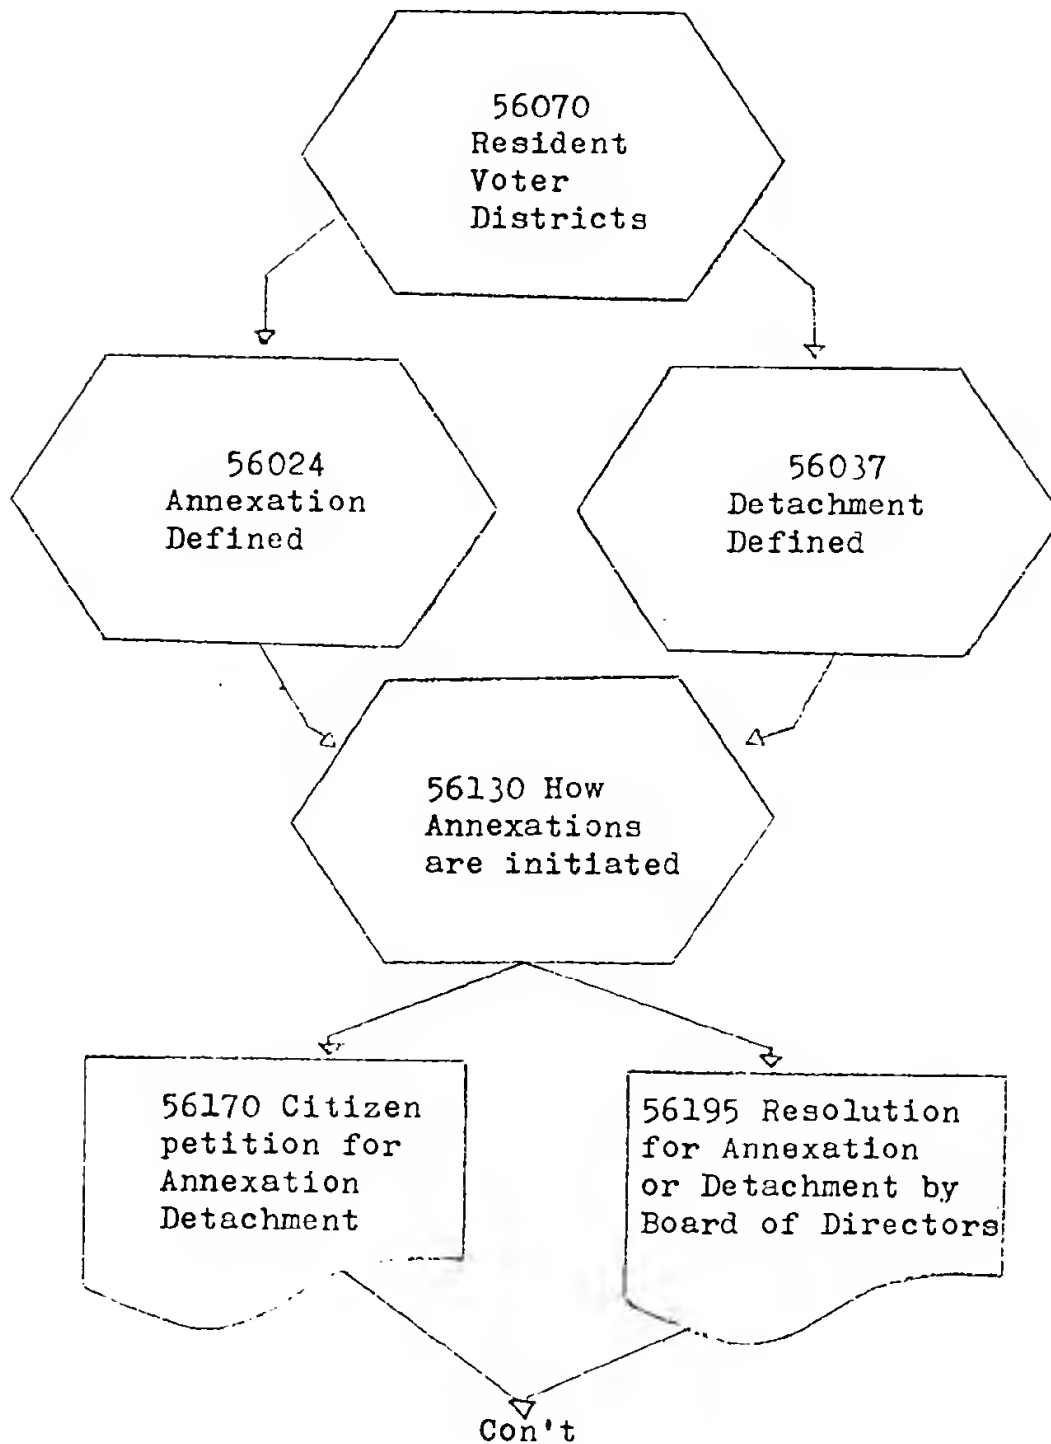 56070
Resident
Voter
Districts
56024
Annexation
Defined
56037
Detachment
Defined
56130 How
Annexations
are initiated
56170 Citizen
petition for
Annexation
Detachment
56195 Resolution
for Annexation
or Detachment by
Board of Directors
Con't